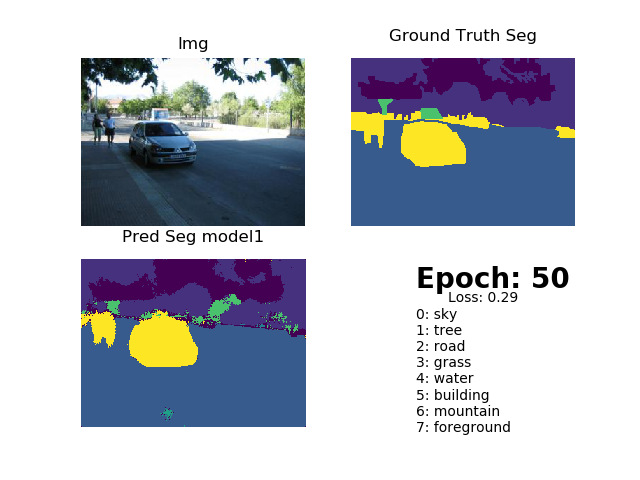 Img
Ground Truth Seg
Pred Seg model1
Epoch: 50
Loss: 0.29
0: sky
1: tree
2: road
3: grass
4: water
5: building
6: mountain
7: foreground